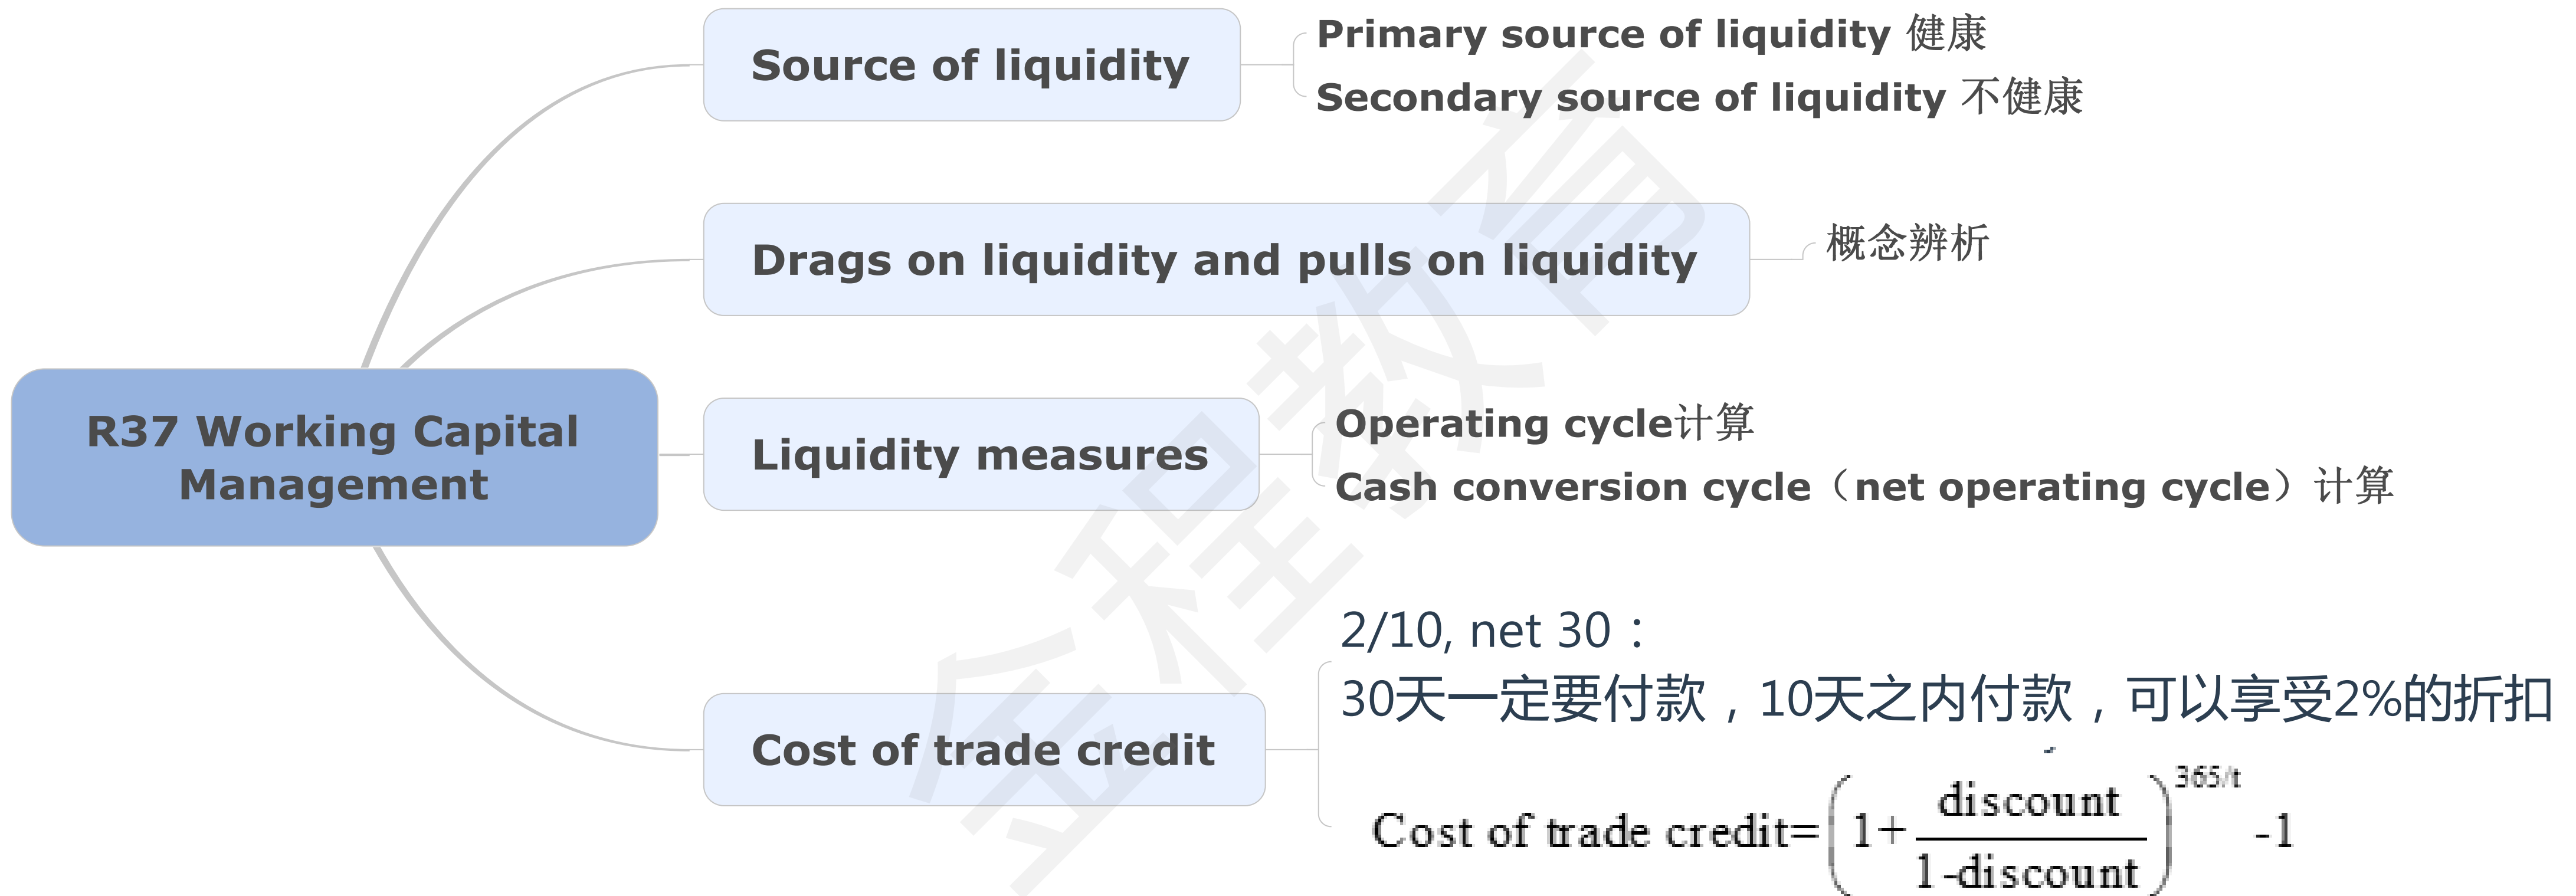 Source of liquidity
Primary source of liquidity 健康
Secondary source of liquidity 不健康
Drags on liquidity and pulls on liquidity
概念辨析
R37 Working Capital
Management
Liquidity measures
Operating cycle计算
Cash conversion cycle（net operating cycle）计算
Cost of trade credit
2/10, net 30：
30天一定要付款，10天之内付款，可以享受2%的折扣
Cost of trade credit=(1+discount/1-discount)^365/t -1
金程教育